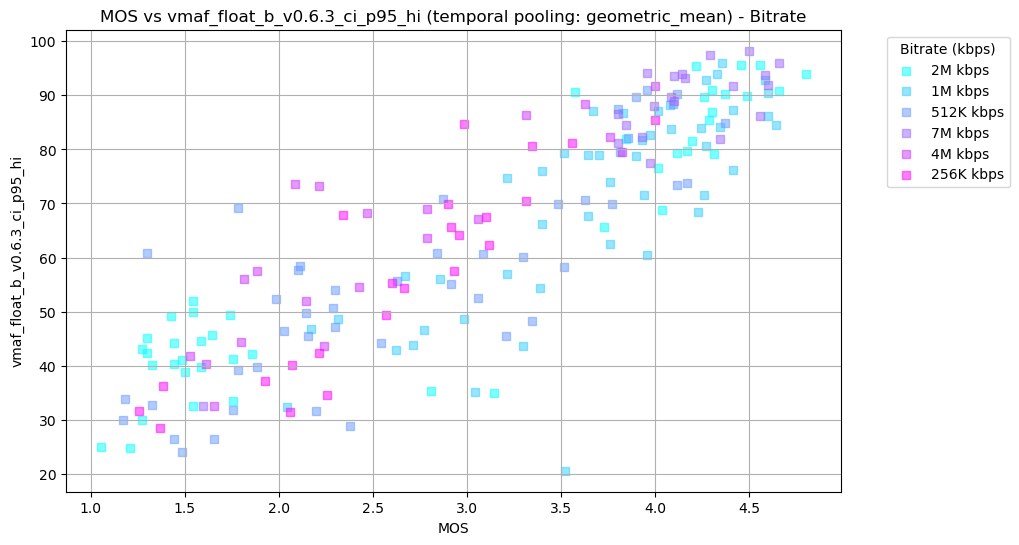 MOS vs vmaf_float_b_v0.6.3_ci_p95_hi (temporal pooling: geometric_mean) - Bitrate
vmaf_float_b_v0.6.3_ci_p95_hi
100
90
80
70
60
50
40
30
20
1.0 1.5 2.0 2.5 3.0 3.5 4.0 4.5
MOS
Bitrate (kbps)
2M kbps
1M kbps
512K kbps
7M kbps
4M kbps
256K kbps